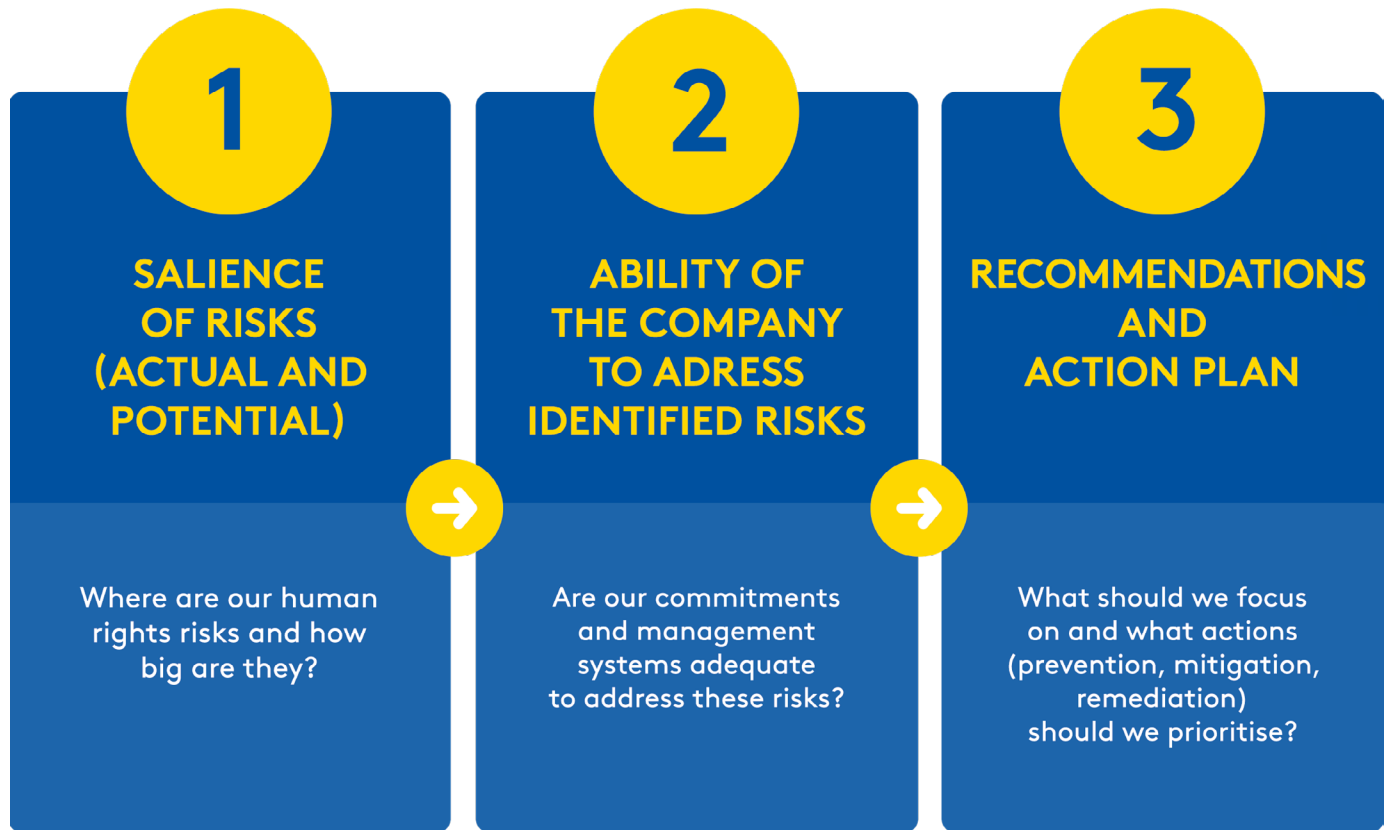 1
SALIENCE
OF RISKS
(ACTUAL AND
POTENTIAL)
Where are our human
rights risks and how
big are they?
2
ABILITY OF
THE COMPANY
TO ADRESS
IDENTIFIED RISKS
Are our commitments
and management
systems adequate
to address these risks?
3
RECOMMENDATIONS
AND
ACTION PLAN
What should we focus
on and what actions
(prevention, mitigation,
remediation)
should we prioritise?